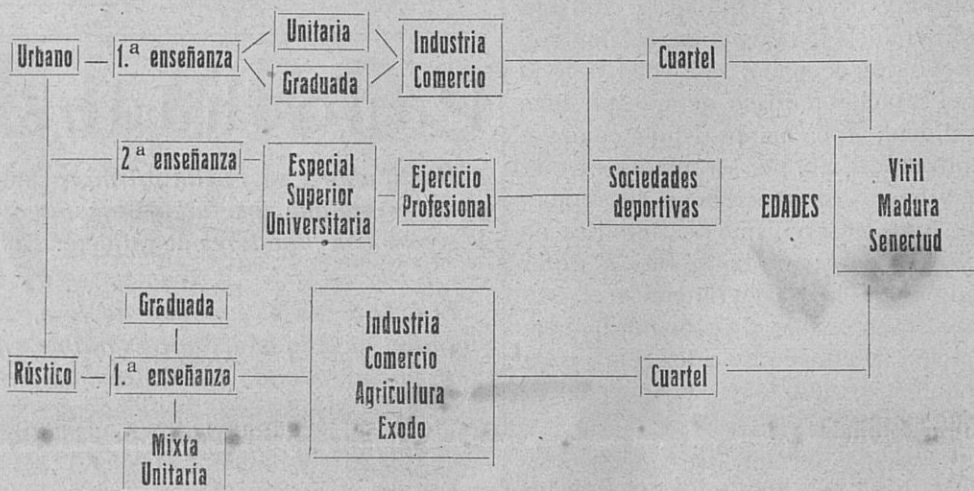 Urbano
1.ª enseñanza
Unitaria
Graduada
Industria
Comercio
Cuartel
2ª enseñanza
Especial
Superior
Universitaria
Ejercicio
Profesional
Sociedades
deportivas
EDADES
Viril
Madura
Senectud
Rústico
Graduada
1.ª enseñanza
Mixta
Unitaria
Industria
Comercio
Agricultura
Exodo
Cuartel